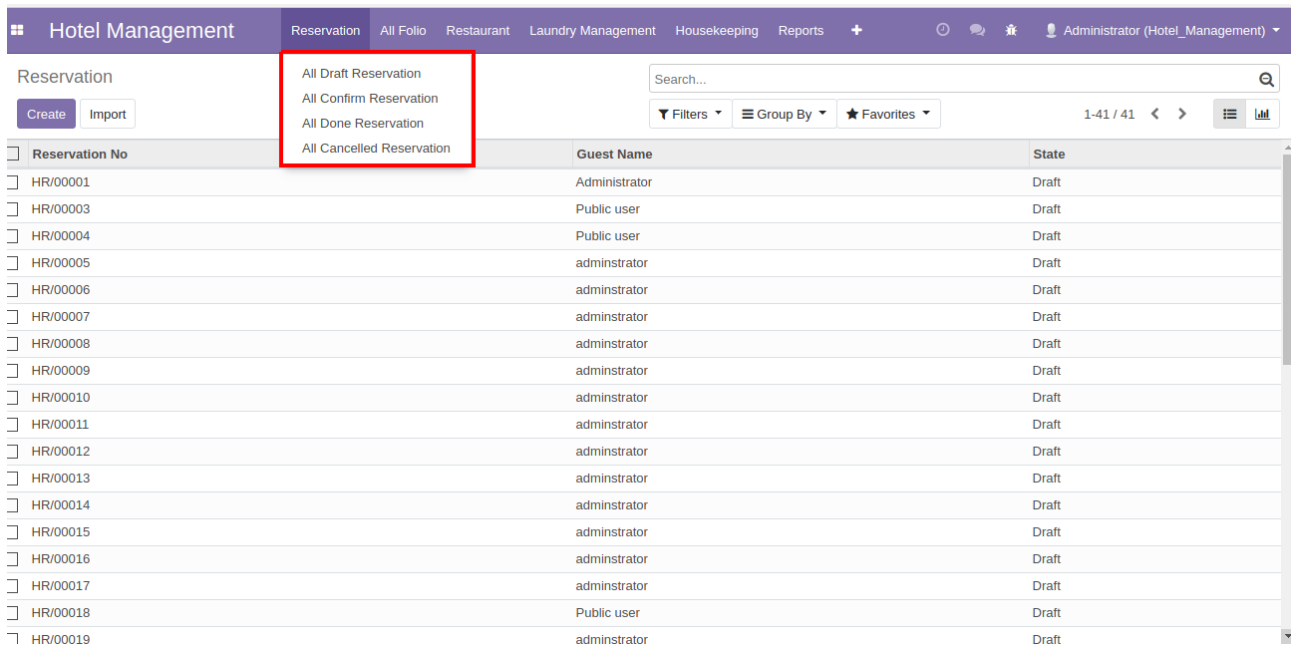 Hotel Management Reservation All Folio Restaurant Laundry Management Housekeeping Reports Administrator (Hotel_Management)
Reservation
All Draft Reservation
All Confirm Reservation
All Done Reservation
All Cancelled Reservation
Search...
Create Import
Filters Group By Favorites 1-41 / 41
Reservation No Guest Name State
HR/00001 Administrator Draft
HR/00003 Public user Draft
HR/00004 Public user Draft
HR/00005 adminstrator Draft
HR/00006 adminstrator Draft
HR/00007 adminstrator Draft
HR/00008 adminstrator Draft
HR/00009 adminstrator Draft
HR/00010 adminstrator Draft
HR/00011 adminstrator Draft
HR/00012 adminstrator Draft
HR/00013 adminstrator Draft
HR/00014 adminstrator Draft
HR/00015 adminstrator Draft
HR/00016 adminstrator Draft
HR/00017 adminstrator Draft
HR/00018 Public user Draft
HR/00019 adminstrator Draft